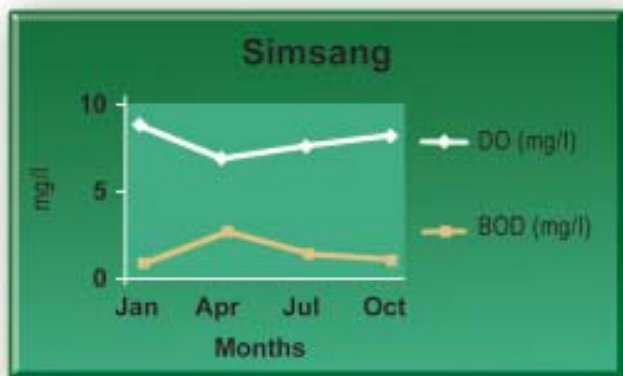 Simsang
10
5
0
mg/l
Jan Apr Jul Oct
Months
DO (mg/l)
BOD (mg/l)